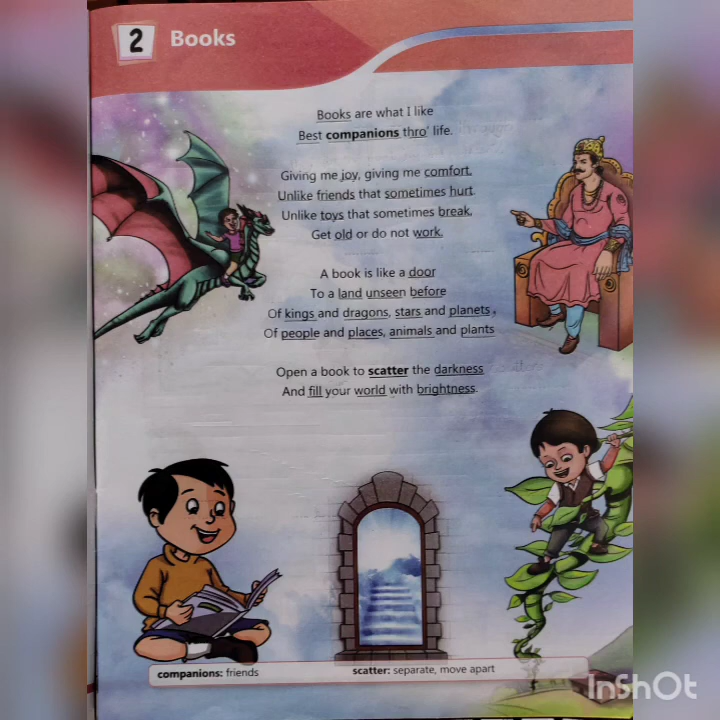 2 Books
Books are what I like
Best companions thro' life.
Giving me joy, giving me comfort.
Unlike friends that sometimes hurt.
Unlike toys that sometimes break,
Get old or do not work.
A book is like a door
To a land unseen before
Of kings and dragons, stars and planets,
Of people and places, animals and plants
Open a book to scatter the darkness
And fill your world with brightness.
companions: friends scatter: separate, move apart
InShOt